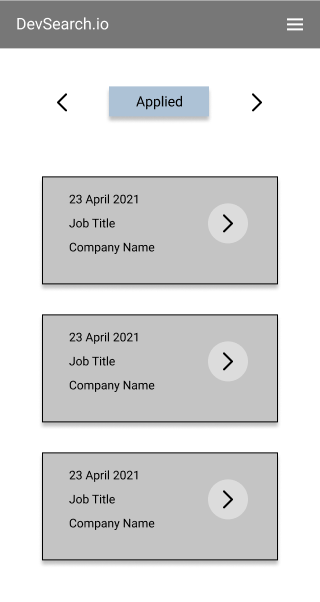 DevSearch.io
Applied
23 April 2021
Job Title
Company Name
23 April 2021
Job Title
Company Name
23 April 2021
Job Title
Company Name